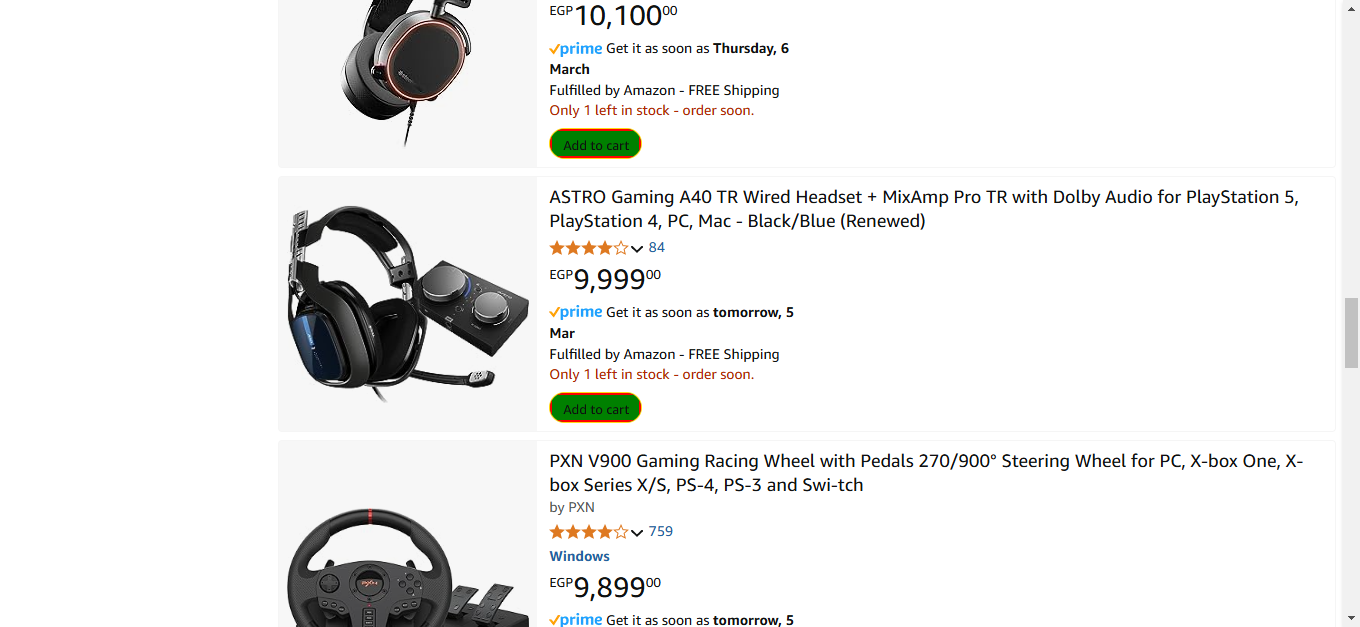 EGP10,10000
prime Get it as soon as Thursday, 6
March
Fulfilled by Amazon - FREE Shipping
Only 1 left in stock - order soon.
Add to cart
ASTRO Gaming A40 TR Wired Headset + MixAmp Pro TR with Dolby Audio for PlayStation 5,
PlayStation 4, PC, Mac - Black/Blue (Renewed)
84
EGP9,99900
prime Get it as soon as tomorrow, 5
Mar
Fulfilled by Amazon - FREE Shipping
Only 1 left in stock - order soon.
Add to cart
PXN V900 Gaming Racing Wheel with Pedals 270/900° Steering Wheel for PC, X-box One, X-
box Series X/S, PS-4, PS-3 and Swi-tch
by PXN
759
Windows
EGP9,89900
prime Get it as soon as tomorrow, 5